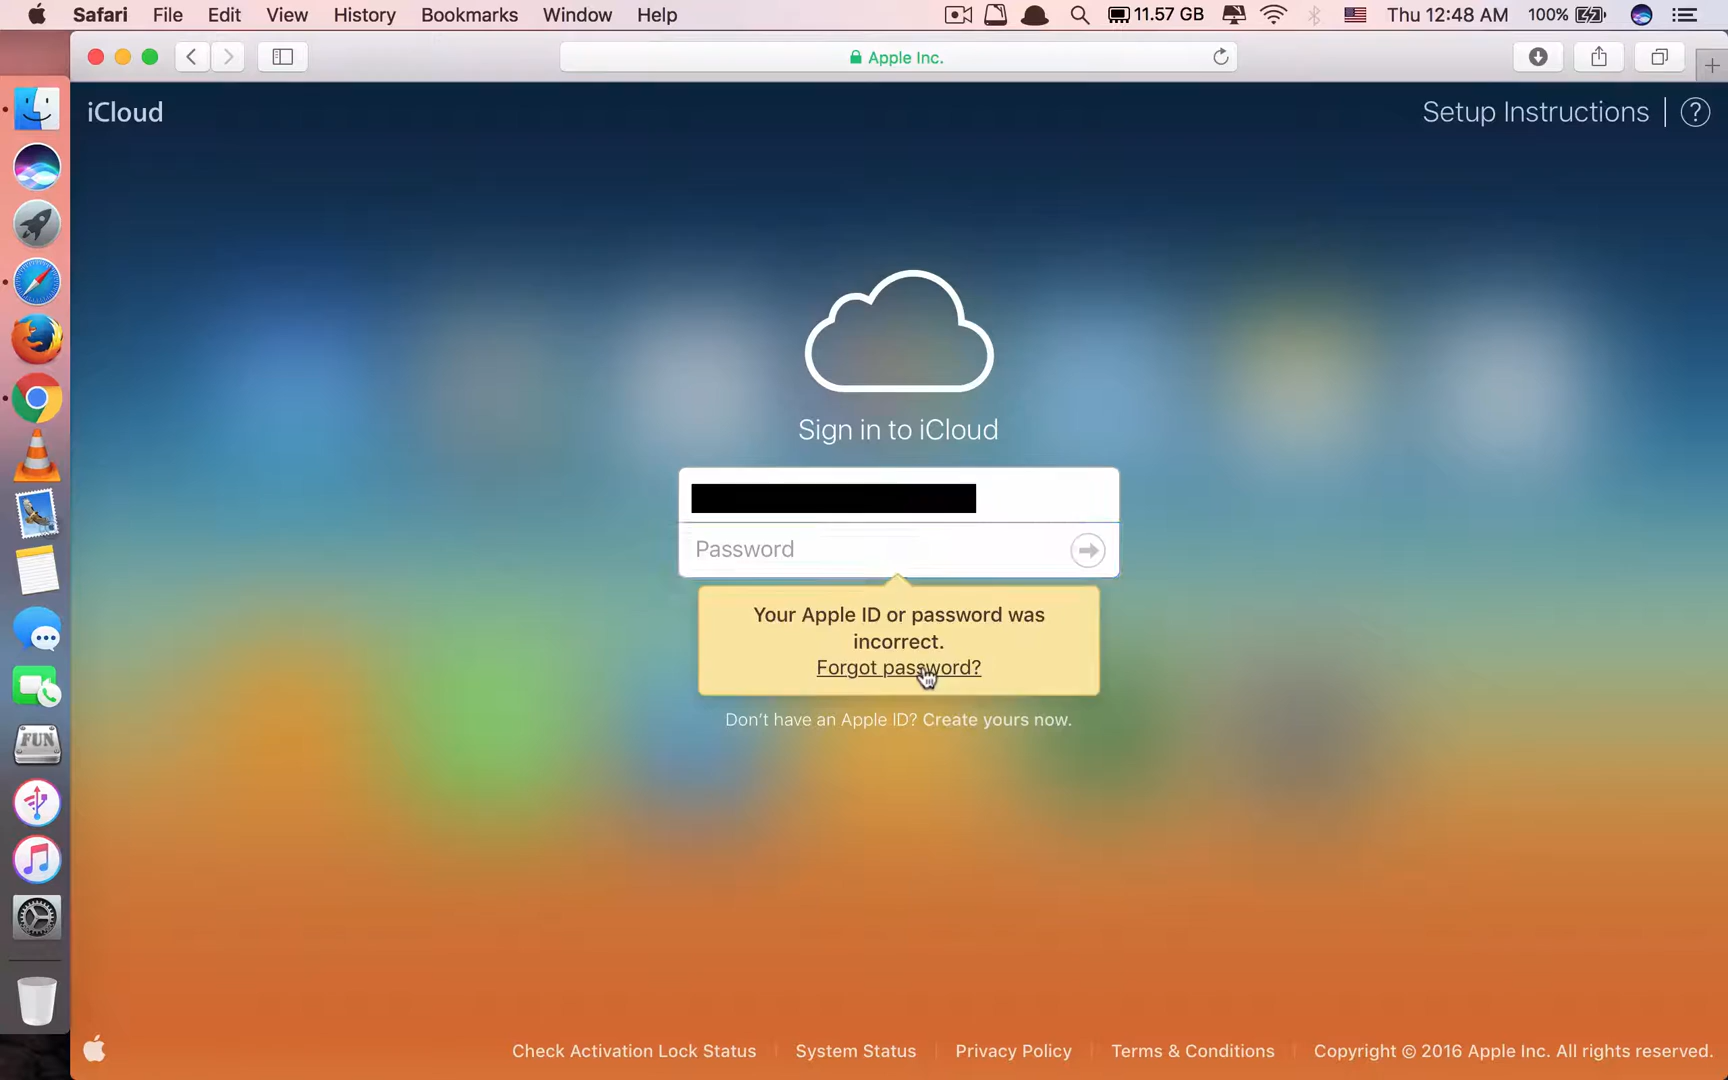 Safari File Edit View History Bookmarks Window Help 11.57 GB Thu 12:48 AM 100%
Apple Inc.
iCloud
Setup Instructions ?
Sign in to iCloud
Password
Your Apple ID or password was
incorrect.
Forgot password?
Don't have an Apple ID? Create yours now.
FUN
Check Activation Lock Status System Status Privacy Policy Terms & Conditions Copyright © 2016 Apple Inc. All rights reserved.